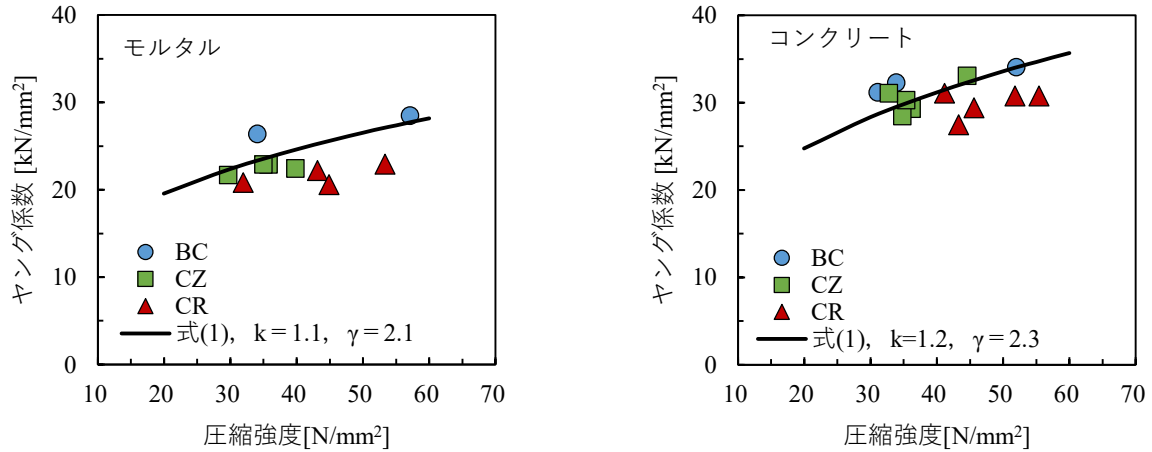 モルタル
40
30
20
10
0
ヤング係数 [kN/mm²]
BC
CZ
CR
式(1), k＝1.1, γ＝2.1
10 20 30 40 50 60 70
圧縮強度[N/mm²]
コンクリート
40
30
20
10
0
ヤング係数 [kN/mm²]
BC
CZ
CR
式(1), k=1.2, γ＝2.3
10 20 30 40 50 60 70
圧縮強度[N/mm²]